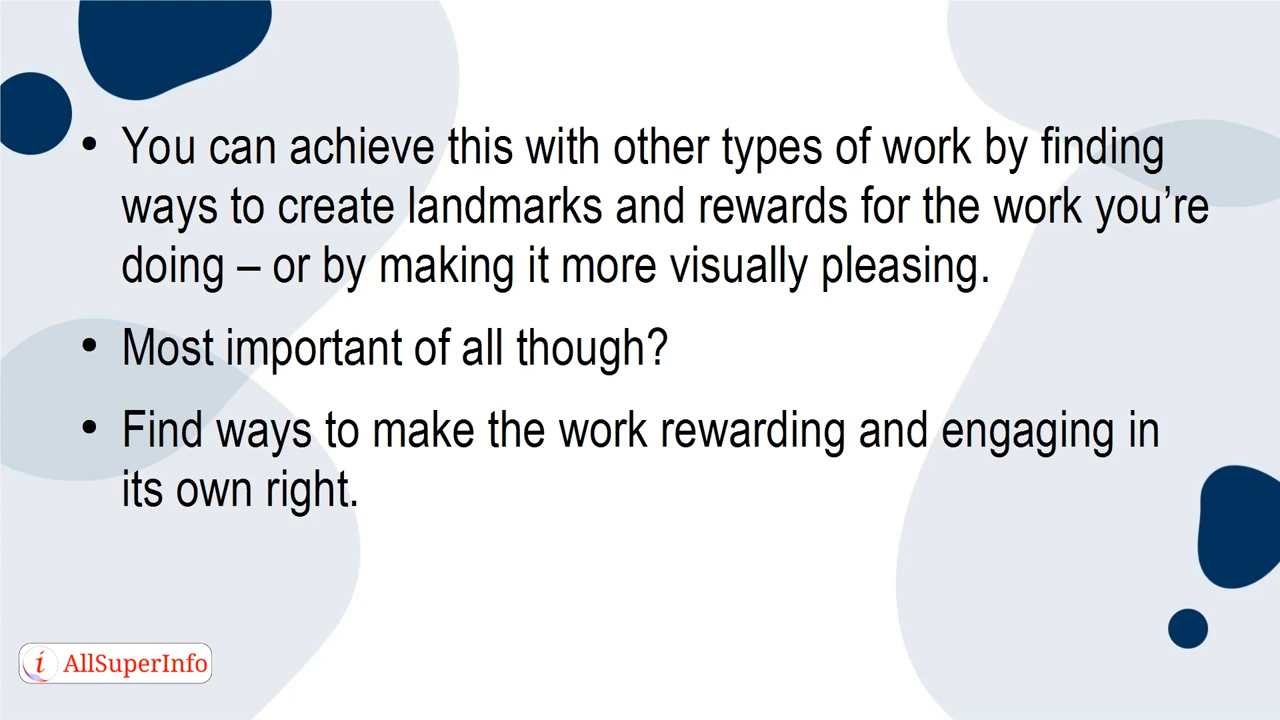 • You can achieve this with other types of work by finding
ways to create landmarks and rewards for the work you’re
doing – or by making it more visually pleasing.
• Most important of all though?
• Find ways to make the work rewarding and engaging in
its own right.
i AllSuperInfo